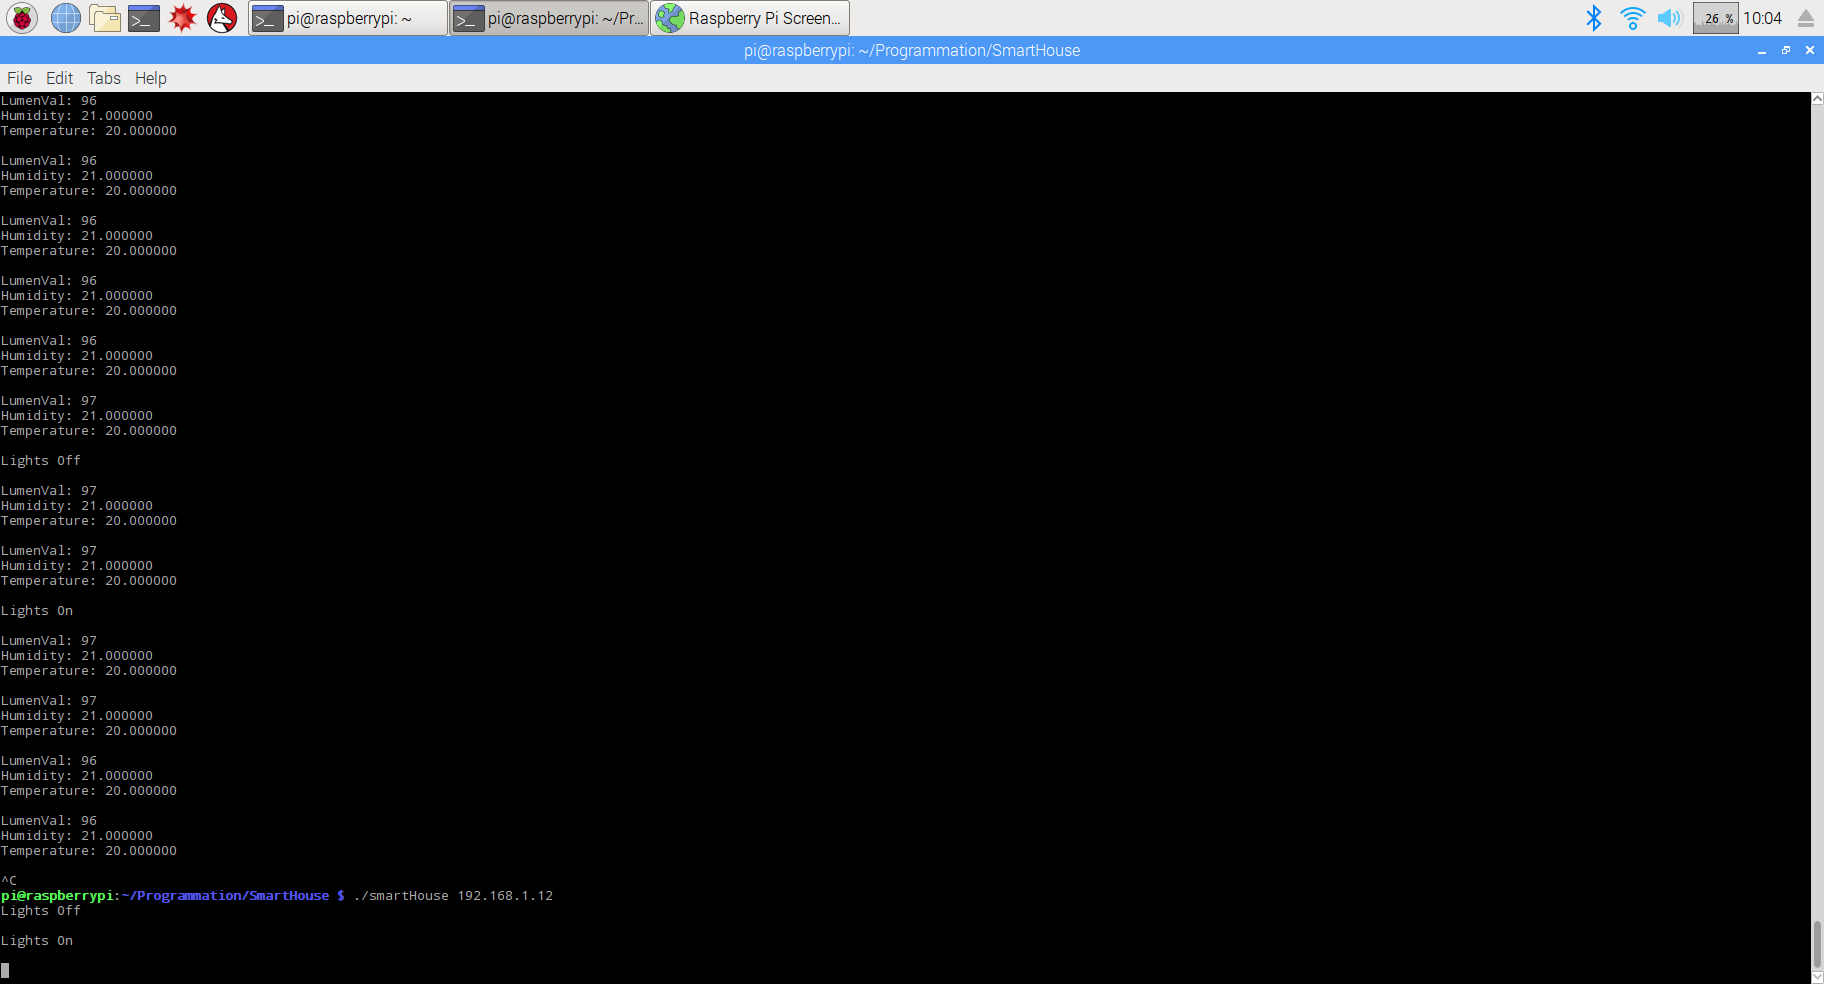 pi@raspberrypi: ~
pi@raspberrypi: ~/Pr...
Raspberry Pi Screen...
26 %
10:04
pi@raspberrypi: ~/Programmation/SmartHouse
File Edit Tabs Help
LumenVal: 96
Humidity: 21.000000
Temperature: 20.000000
LumenVal: 96
Humidity: 21.000000
Temperature: 20.000000
LumenVal: 96
Humidity: 21.000000
Temperature: 20.000000
LumenVal: 96
Humidity: 21.000000
Temperature: 20.000000
LumenVal: 96
Humidity: 21.000000
Temperature: 20.000000
LumenVal: 97
Humidity: 21.000000
Temperature: 20.000000
Lights Off
LumenVal: 97
Humidity: 21.000000
Temperature: 20.000000
LumenVal: 97
Humidity: 21.000000
Temperature: 20.000000
Lights On
LumenVal: 97
Humidity: 21.000000
Temperature: 20.000000
LumenVal: 97
Humidity: 21.000000
Temperature: 20.000000
LumenVal: 96
Humidity: 21.000000
Temperature: 20.000000
LumenVal: 96
Humidity: 21.000000
Temperature: 20.000000
^C
pi@raspberrypi:~/Programmation/SmartHouse $ ./smartHouse 192.168.1.12
Lights Off
Lights On